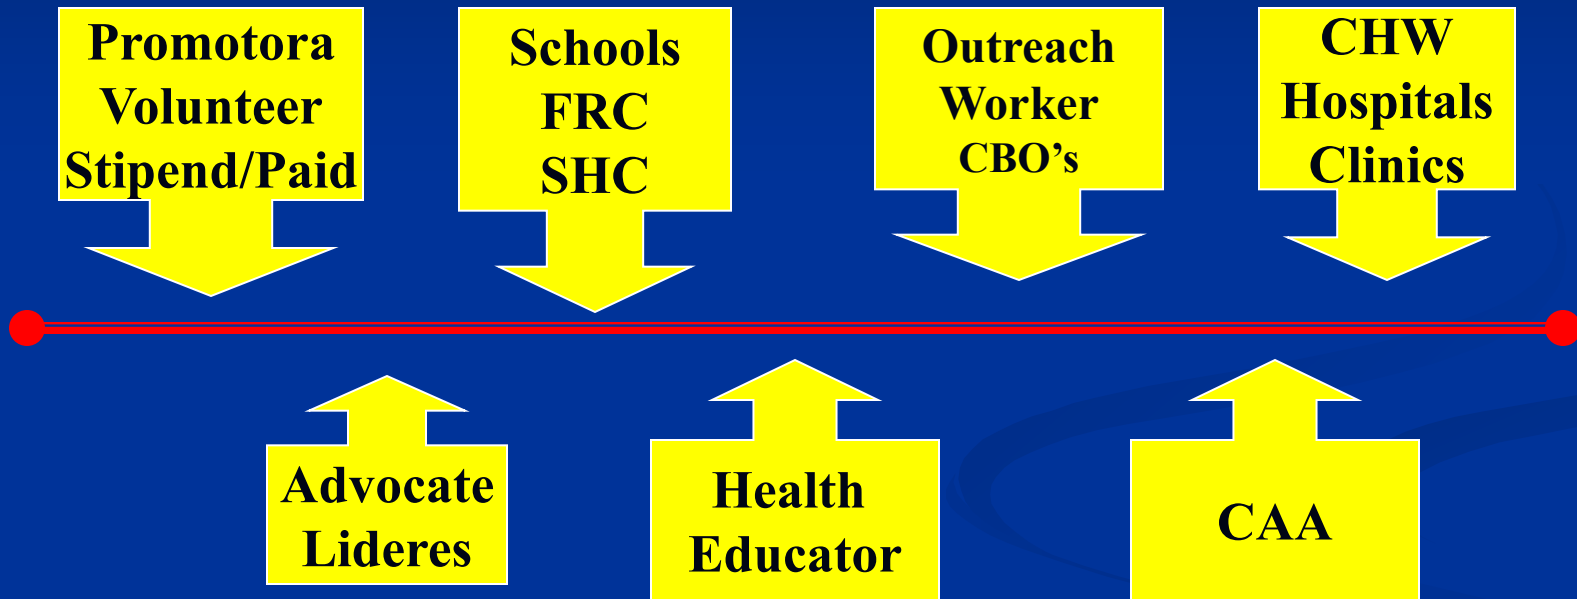 Promotora
Volunteer
Stipend/Paid
Schools
FRC
SHC
Outreach
Worker
CBO’s
CHW
Hospitals
Clinics
Advocate
Lideres
Health
Educator
CAA